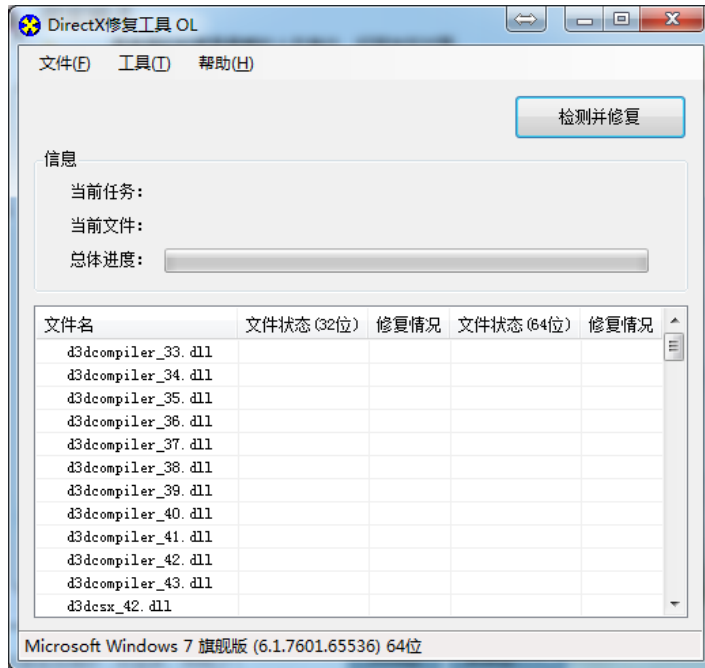 DirectX修复工具 OL
文件(F) 工具(T) 帮助(H)
检测并修复
信息
当前任务：
当前文件：
总体进度：
文件名 文件状态(32位) 修复情况 文件状态(64位) 修复情况
d3dcompiler_33.dll
d3dcompiler_34.dll
d3dcompiler_35.dll
d3dcompiler_36.dll
d3dcompiler_37.dll
d3dcompiler_38.dll
d3dcompiler_39.dll
d3dcompiler_40.dll
d3dcompiler_41.dll
d3dcompiler_42.dll
d3dcompiler_43.dll
d3dcsx_42.dll
Microsoft Windows 7 旗舰版 (6.1.7601.65536) 64位